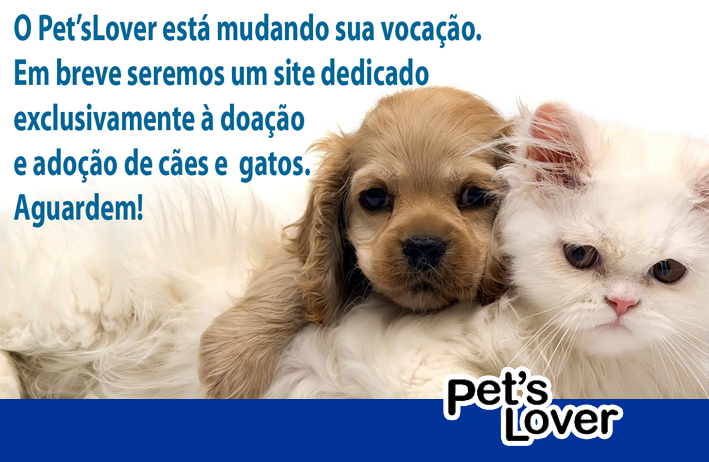 O Pet’sLover está mudando sua vocação.
Em breve seremos um site dedicado
exclusivamente à doação
e adoção de cães e gatos.
Aguardem!
Pet's
Lover